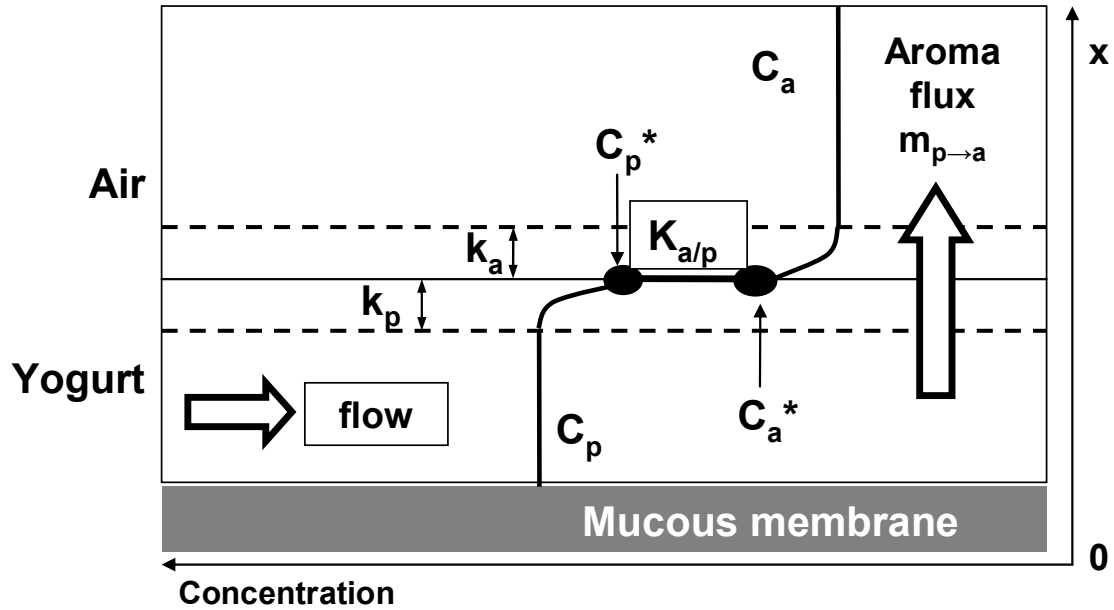 x
C_a
Aroma
flux
m_p→a
C_p*
Air
K_a/p
k_a
k_p
Yogurt
flow
C_p
C_a*
Mucous membrane
0
Concentration